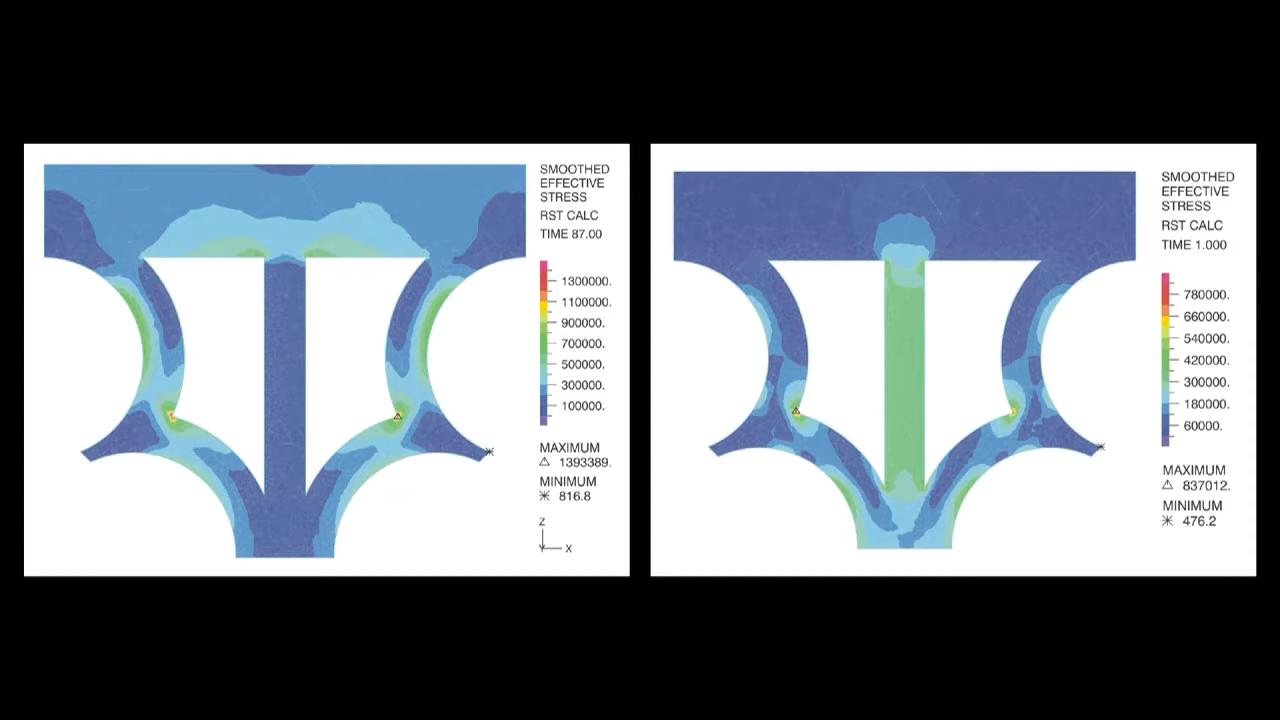 SMOOTHED
EFFECTIVE
STRESS
RST CALC
TIME 87.00
1300000.
1100000.
900000.
700000.
500000.
300000.
100000.
MAXIMUM
△ 1393389.
MINIMUM
✳ 816.8
Z
X
SMOOTHED
EFFECTIVE
STRESS
RST CALC
TIME 1.000
780000.
660000.
540000.
420000.
300000.
180000.
60000.
MAXIMUM
△ 837012.
MINIMUM
✳ 476.2